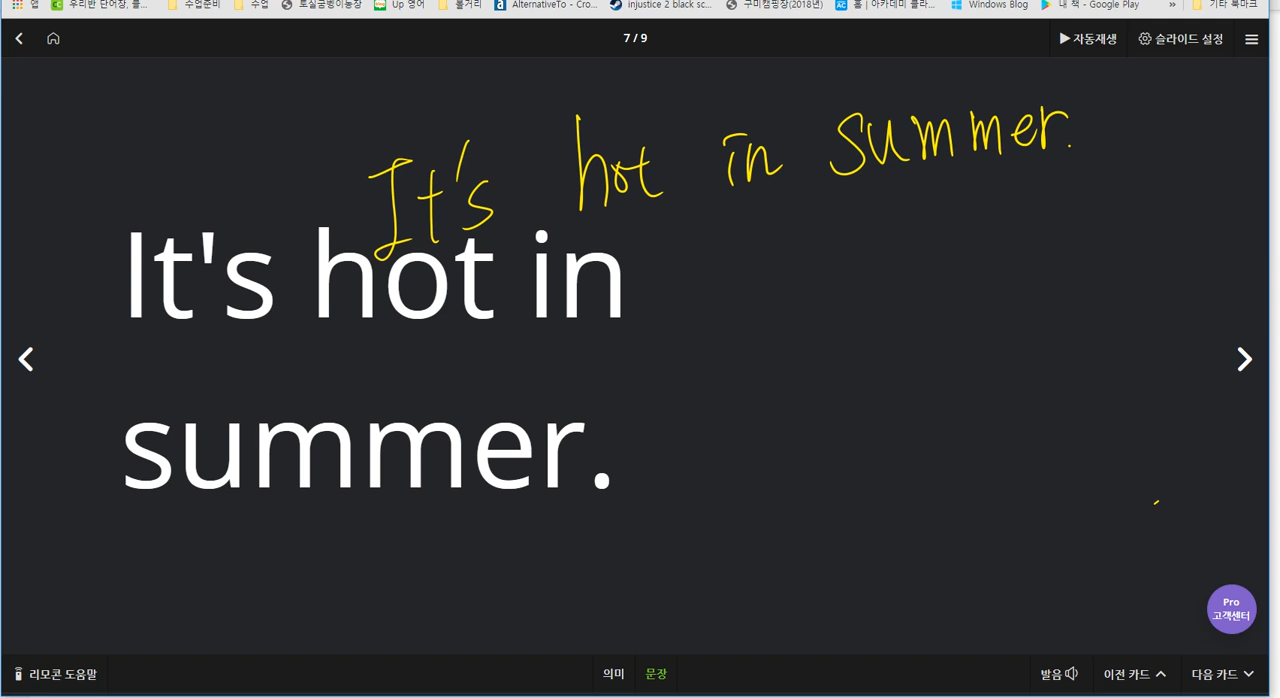 앱 우리반 단어장, 클... 수업준비 수업 토실금병이농장 Up 영어 볼거리 AlternativeTo - Cro... injustice 2 black sc... 구미캠핑장(2018년) 홈 | 아카데미 클라... Windows Blog 내 책 - Google Play » 기타 북마크
7 / 9 자동재생 슬라이드 설정
It's hot in summer.
It's hot in
summer.
Pro
고객센터
리모콘 도움말 의미 문장 발음 이전 카드 다음 카드